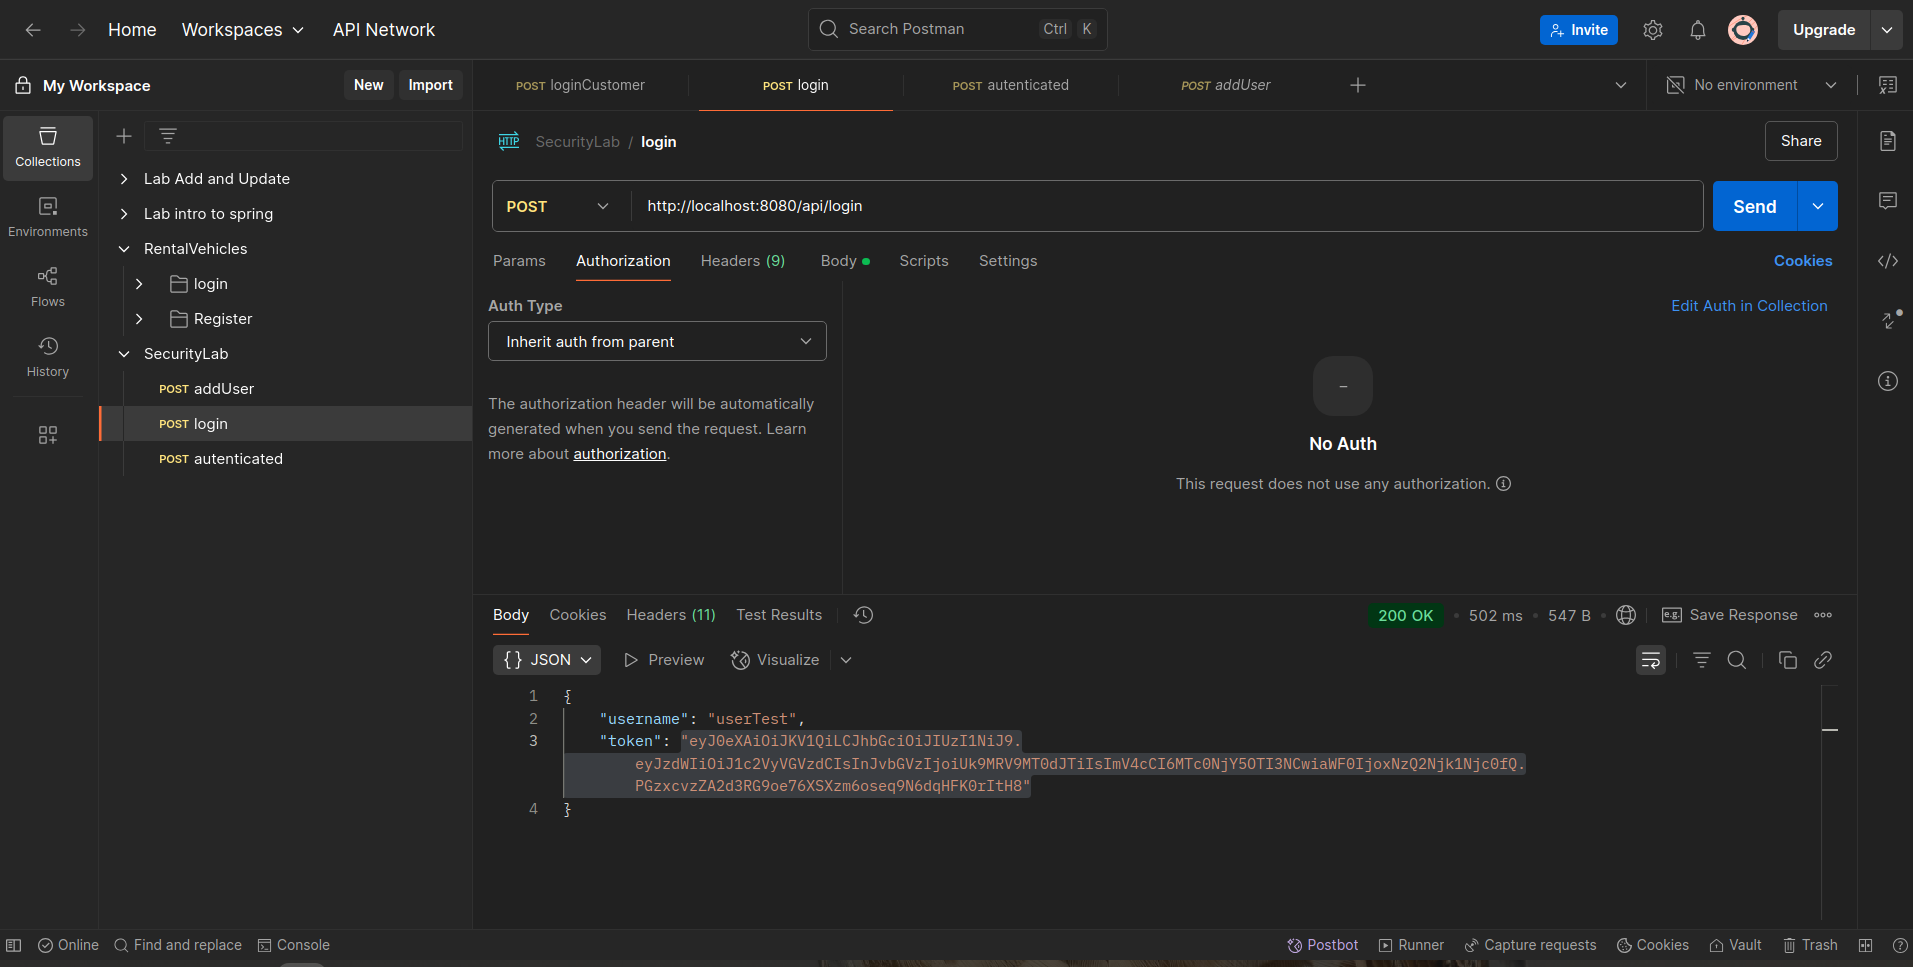 Home
Workspaces
API Network
Search Postman
Ctrl K
Invite
Upgrade
My Workspace
New
Import
POST loginCustomer
POST login
POST autenticated
POST addUser
No environment
Collections
Environments
Flows
History
Lab Add and Update
Lab intro to spring
RentalVehicles
login
Register
SecurityLab
POST addUser
POST login
POST autenticated
HTTP SecurityLab / login
Share
POST http://localhost:8080/api/login
Send
Params
Authorization
Headers (9)
Body
Scripts
Settings
Cookies
Auth Type
Inherit auth from parent
The authorization header will be automatically
generated when you send the request. Learn
more about authorization.
Edit Auth in Collection
No Auth
This request does not use any authorization.
Body
Cookies
Headers (11)
Test Results
200 OK
502 ms
547 B
e.g. Save Response
{} JSON
Preview
Visualize
1 {
2 "username": "userTest",
3 "token": "eyJ0eXAiOiJKV1QiLCJhbGciOiJIUzI1NiJ9.
eyJzdWIiOiJ1c2VyVGVzdCIsInJvbGVzIjoiUk9MRV9MT0dJTiIsImV4cCI6MTc0NjY5OTI3NCwiaWF0IjoxNzQ2Njk1Njc0fQ.
PGzxcvzZA2d3RG9oe76XSXzm6oseq9N6dqHFK0rItH8"
4 }
Online
Find and replace
Console
Postbot
Runner
Capture requests
Cookies
Vault
Trash